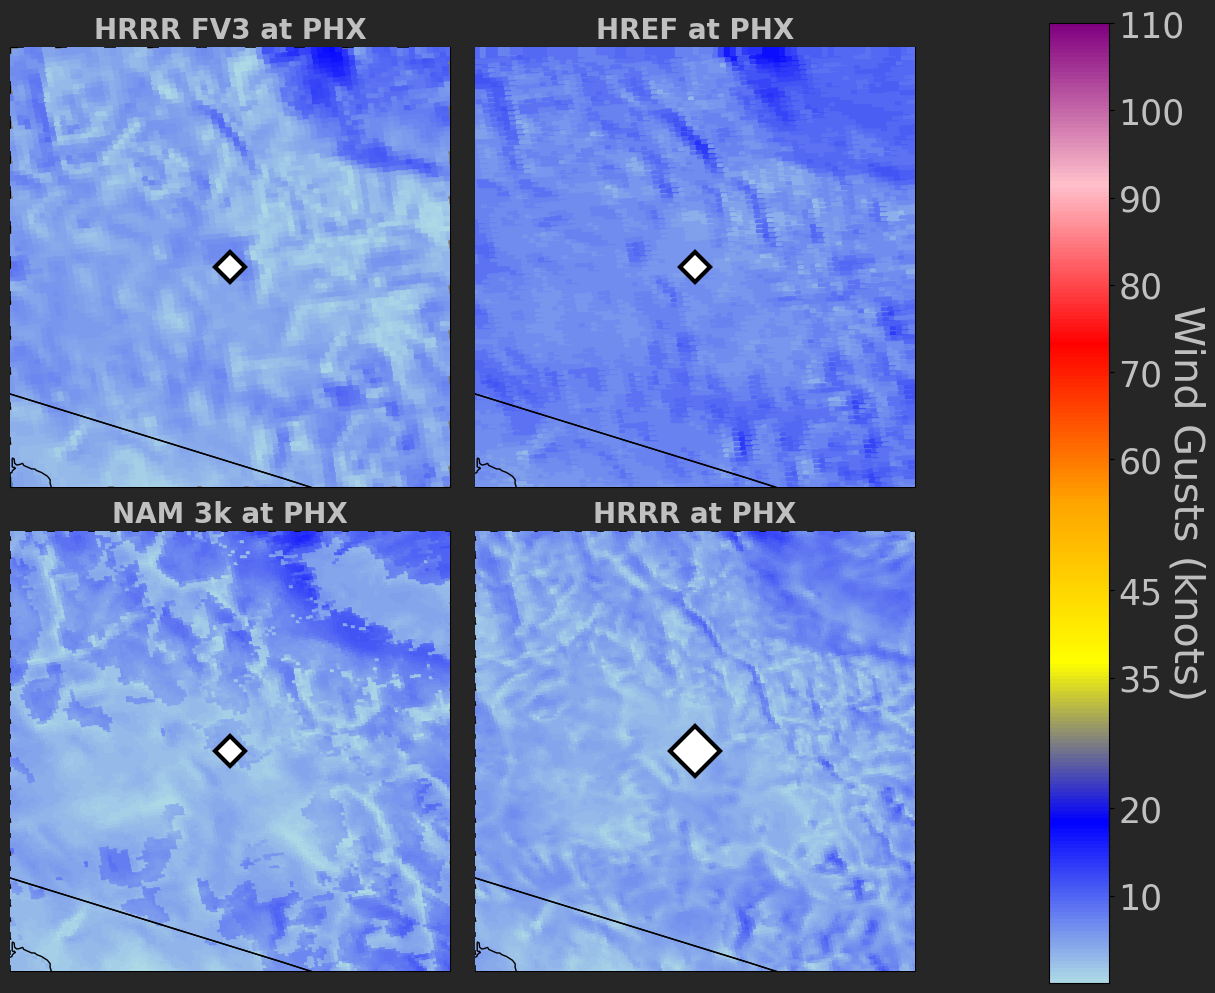 HRRR FV3 at PHX
HREF at PHX
NAM 3k at PHX
HRRR at PHX
110
100
90
80
70
60
45
35
20
10
Wind Gusts (knots)